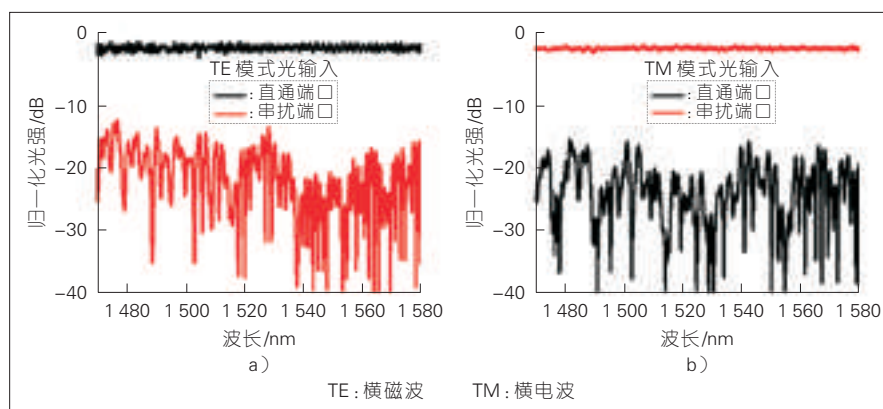 0
−10
−20
−30
−40
归一化光强/dB
TE 模式光输入
:直通端口
:串扰端口
1 480 1 500 1 520 1 540 1 560 1 580
波长/nm
a)
0
−10
−20
−30
−40
归一化光强/dB
TM 模式光输入
:直通端口
:串扰端口
1 480 1 500 1 520 1 540 1 560 1 580
波长/nm
b)
TE:横磁波 TM:横电波